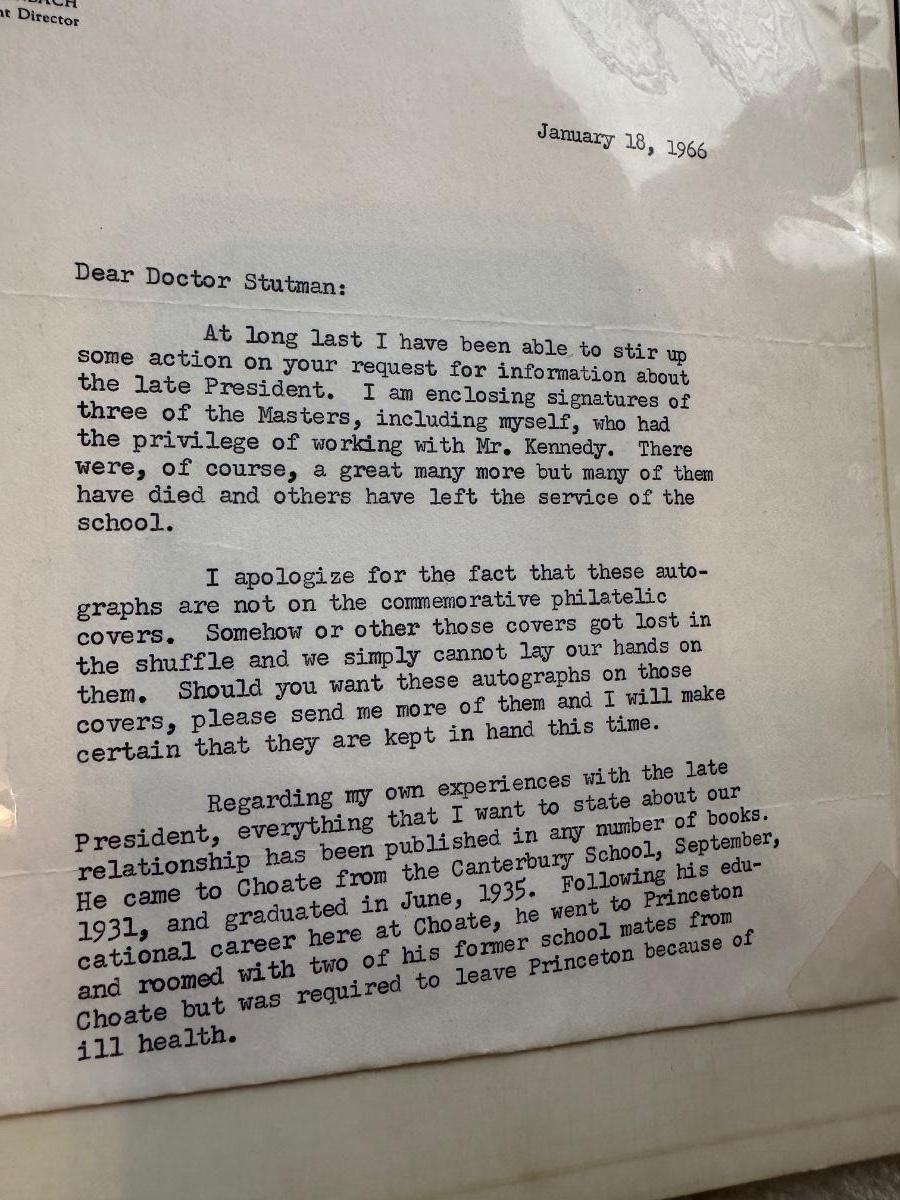 Director
January 18, 1966
Dear Doctor Stutman:
At long last I have been able to stir up
some action on your request for information about
the late President. I am enclosing signatures of
three of the Masters, including myself, who had
the privilege of working with Mr. Kennedy. There
were, of course, a great many more but many of them
have died and others have left the service of the
school.
I apologize for the fact that these auto-
graphs are not on the commemorative philatelic
covers. Somehow or other those covers got lost in
the shuffle and we simply cannot lay our hands on
them. Should you want these autographs on those
covers, please send me more of them and I will make
certain that they are kept in hand this time.
Regarding my own experiences with the late
President, everything that I want to state about our
relationship has been published in any number of books.
He came to Choate from the Canterbury School, September,
1931, and graduated in June, 1935. Following his edu-
cational career here at Choate, he went to Princeton
and roomed with two of his former school mates from
Choate but was required to leave Princeton because of
ill health.